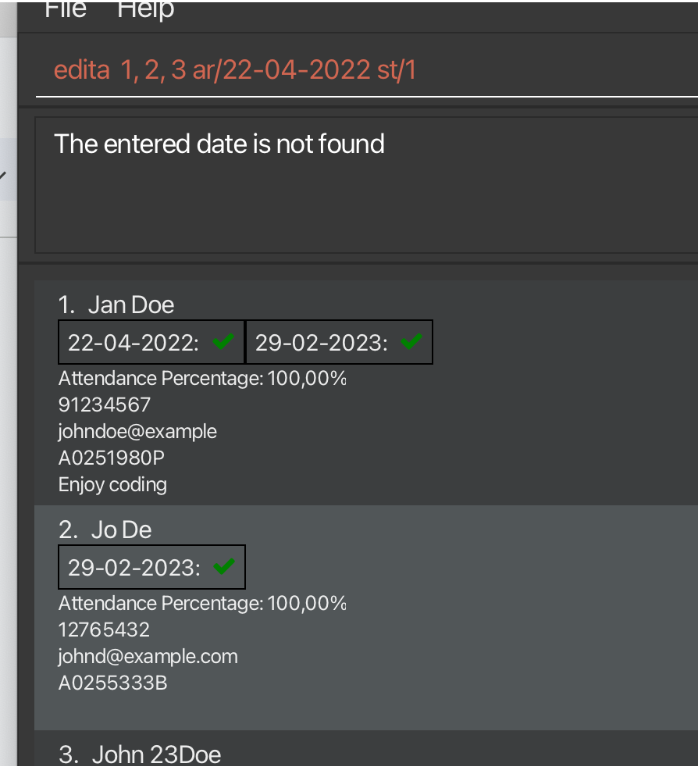 File Help
edita 1, 2, 3 ar/22-04-2022 st/1
The entered date is not found
1. Jan Doe
22-04-2022: ✔ 29-02-2023: ✔
Attendance Percentage: 100,00%
91234567
johndoe@example
A0251980P
Enjoy coding
2. Jo De
29-02-2023: ✔
Attendance Percentage: 100,00%
12765432
johnd@example.com
A0255333B
3. John 23Doe